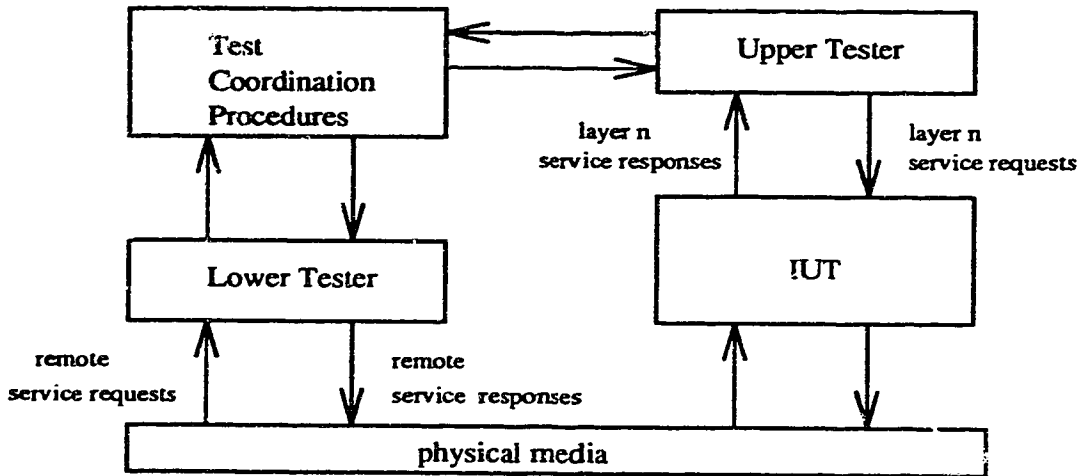 Test
Coordination
Procedures
Upper Tester
layer n
service responses
layer n
service requests
Lower Tester
IUT
remote
service requests
remote
service responses
physical media